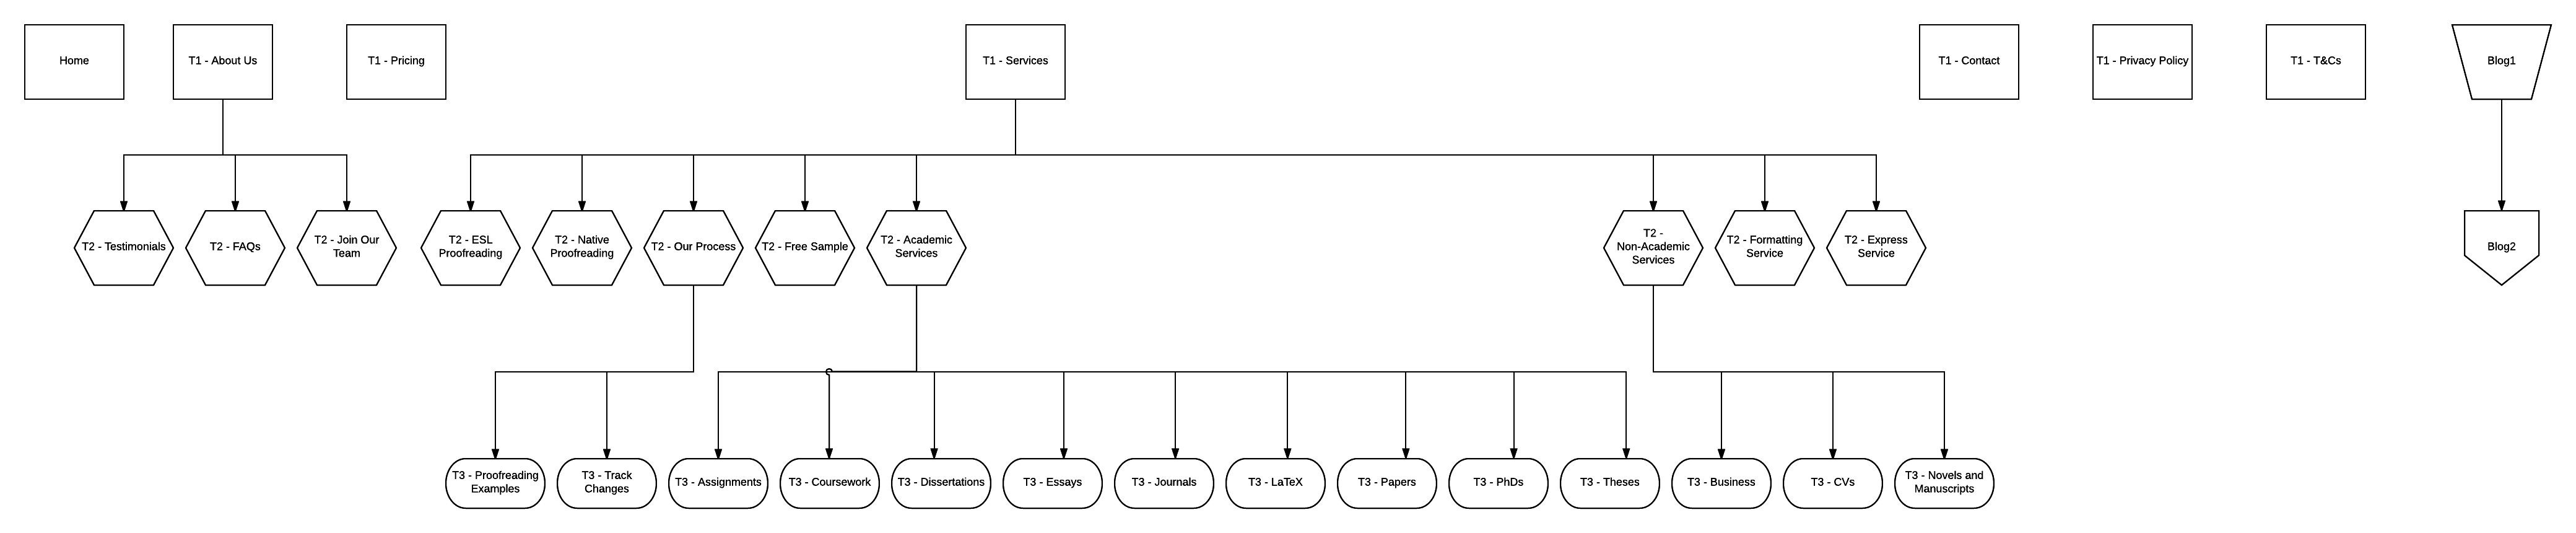 Home
T1 - About Us
T1 - Pricing
T1 - Services
T1 - Contact
T1 - Privacy Policy
T1 - T&Cs
Blog1
T2 - Testimonials
T2 - FAQs
T2 - Join Our
Team
T2 - ESL
Proofreading
T2 - Native
Proofreading
T2 - Our Process
T2 - Free Sample
T2 - Academic
Services
T2 -
Non-Academic
Services
T2 - Formatting
Service
T2 - Express
Service
Blog2
T3 - Proofreading
Examples
T3 - Track
Changes
T3 - Assignments
T3 - Coursework
T3 - Dissertations
T3 - Essays
T3 - Journals
T3 - LaTeX
T3 - Papers
T3 - PhDs
T3 - Theses
T3 - Business
T3 - CVs
T3 - Novels and
Manuscripts